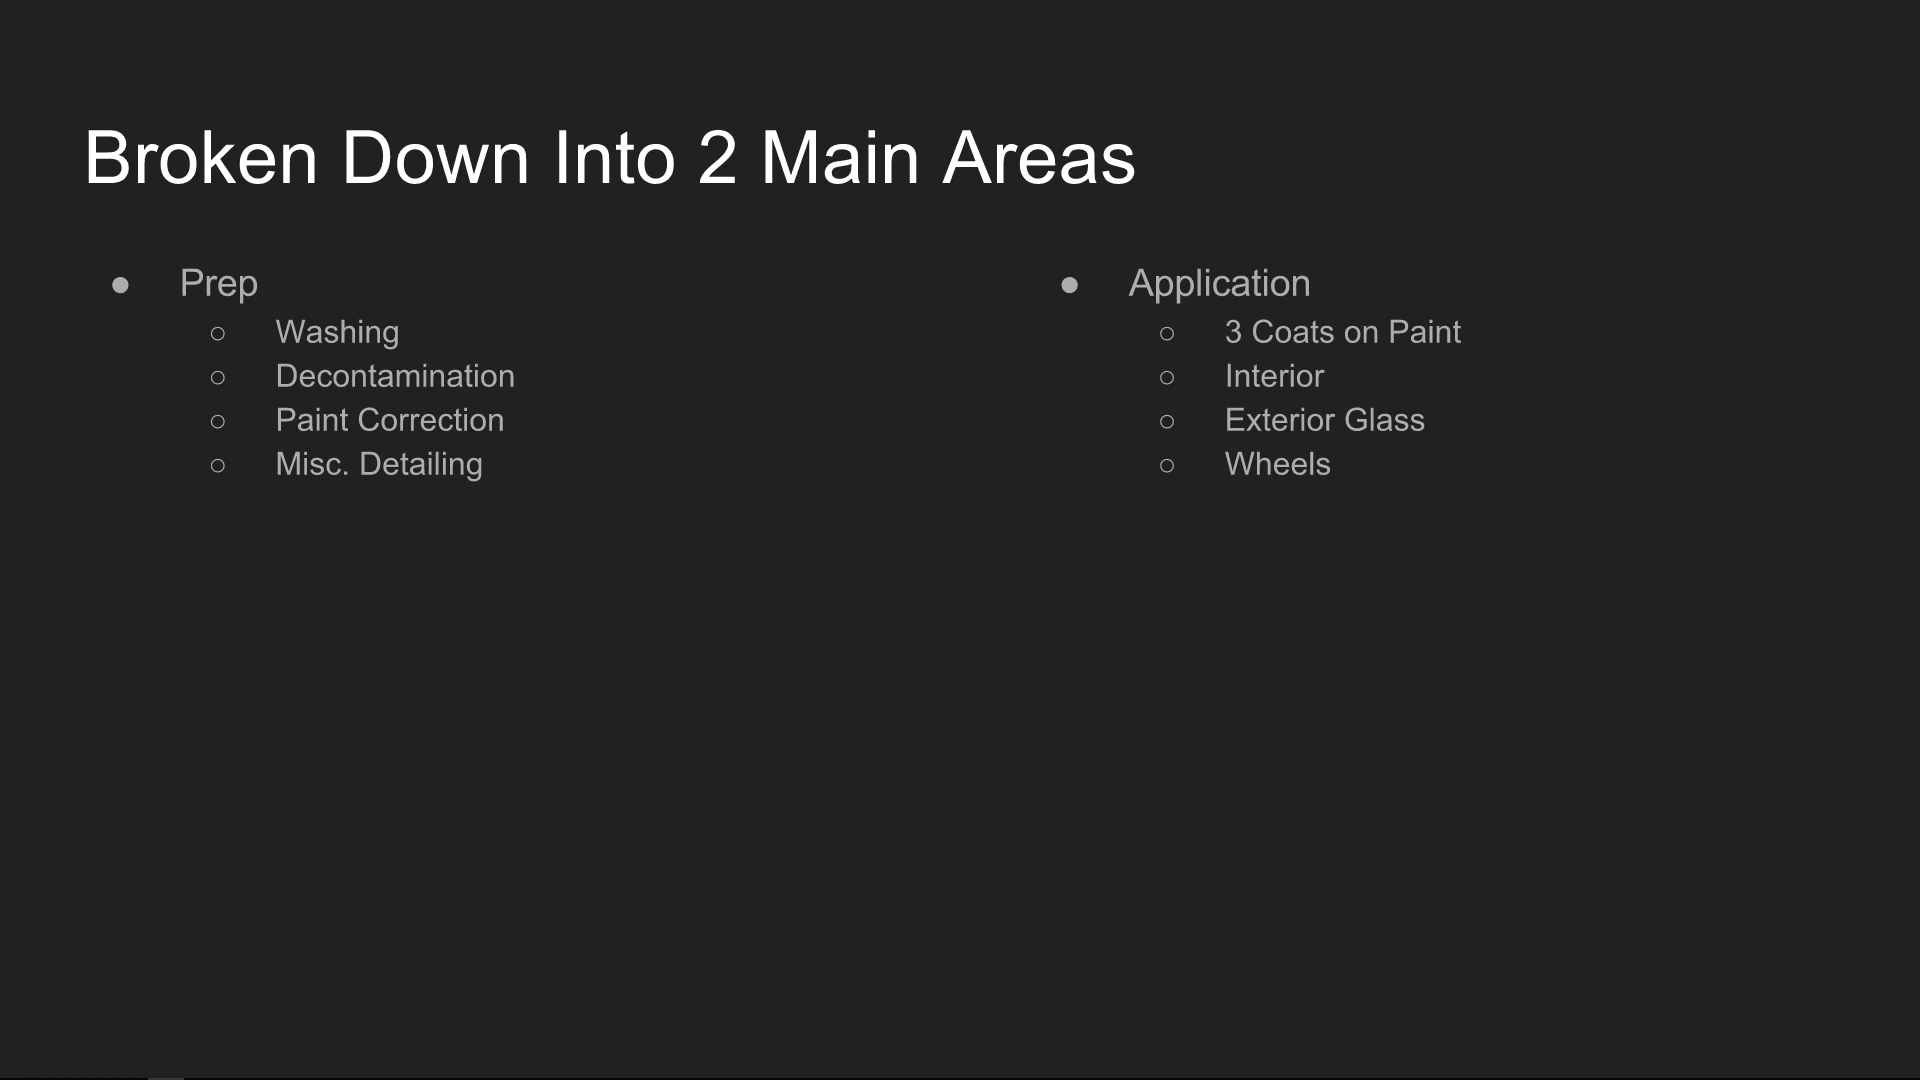 Broken Down Into 2 Main Areas
● Prep
○ Washing
○ Decontamination
○ Paint Correction
○ Misc. Detailing
● Application
○ 3 Coats on Paint
○ Interior
○ Exterior Glass
○ Wheels